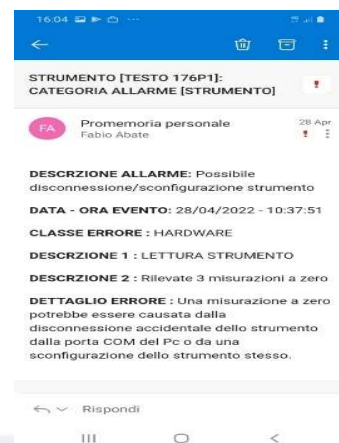 16:04
STRUMENTO [TESTO 176P1]:
CATEGORIA ALLARME [STRUMENTO]
FA
Promemoria personale
28 Apr
Fabio Abate
DESCRZIONE ALLARME: Possibile
disconnessione/sconfigurazione strumento
DATA - ORA EVENTO: 28/04/2022 - 10:37:51
CLASSE ERRORE : HARDWARE
DESCRZIONE 1 : LETTURA STRUMENTO
DESCRZIONE 2 : Rilevate 3 misurazioni a zero
DETTAGLIO ERRORE : Una misurazione a zero
potrebbe essere causata dalla
disconnessione accidentale dello strumento
dalla porta COM del Pc o da una
sconfigurazione dello strumento stesso.
Rispondi